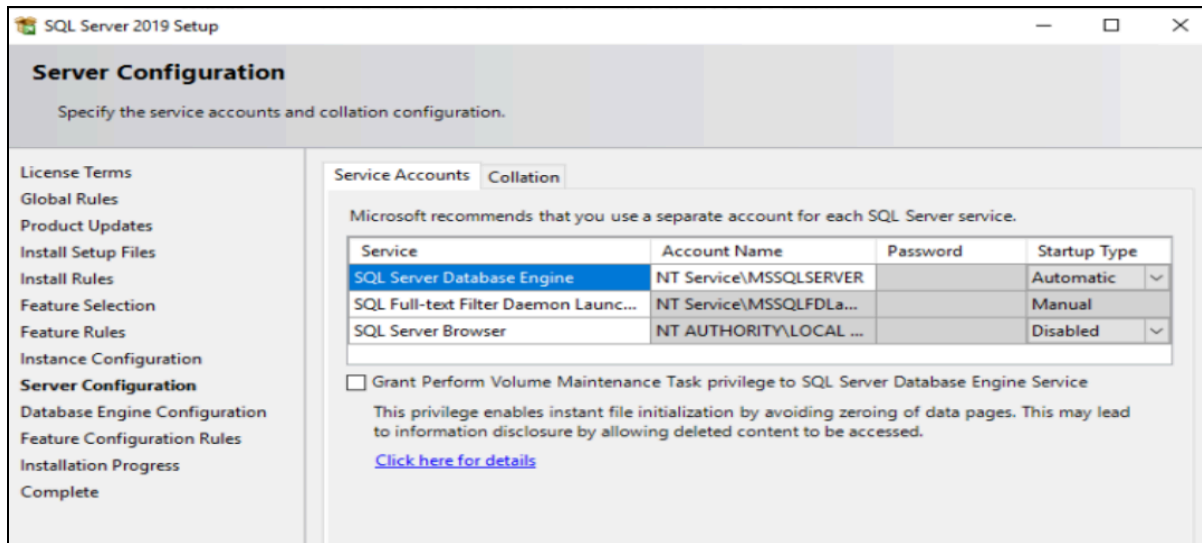 SQL Server 2019 Setup
Server Configuration
Specify the service accounts and collation configuration.
License Terms
Global Rules
Product Updates
Install Setup Files
Install Rules
Feature Selection
Feature Rules
Instance Configuration
Server Configuration
Database Engine Configuration
Feature Configuration Rules
Installation Progress
Complete
Service Accounts Collation
Microsoft recommends that you use a separate account for each SQL Server service.
Service Account Name Password Startup Type
SQL Server Database Engine NT Service\MSSQLSERVER Automatic
SQL Full-text Filter Daemon Launc... NT Service\MSSQLFDLa... Manual
SQL Server Browser NT AUTHORITY\LOCAL ... Disabled
Grant Perform Volume Maintenance Task privilege to SQL Server Database Engine Service
This privilege enables instant file initialization by avoiding zeroing of data pages. This may lead
to information disclosure by allowing deleted content to be accessed.
Click here for details